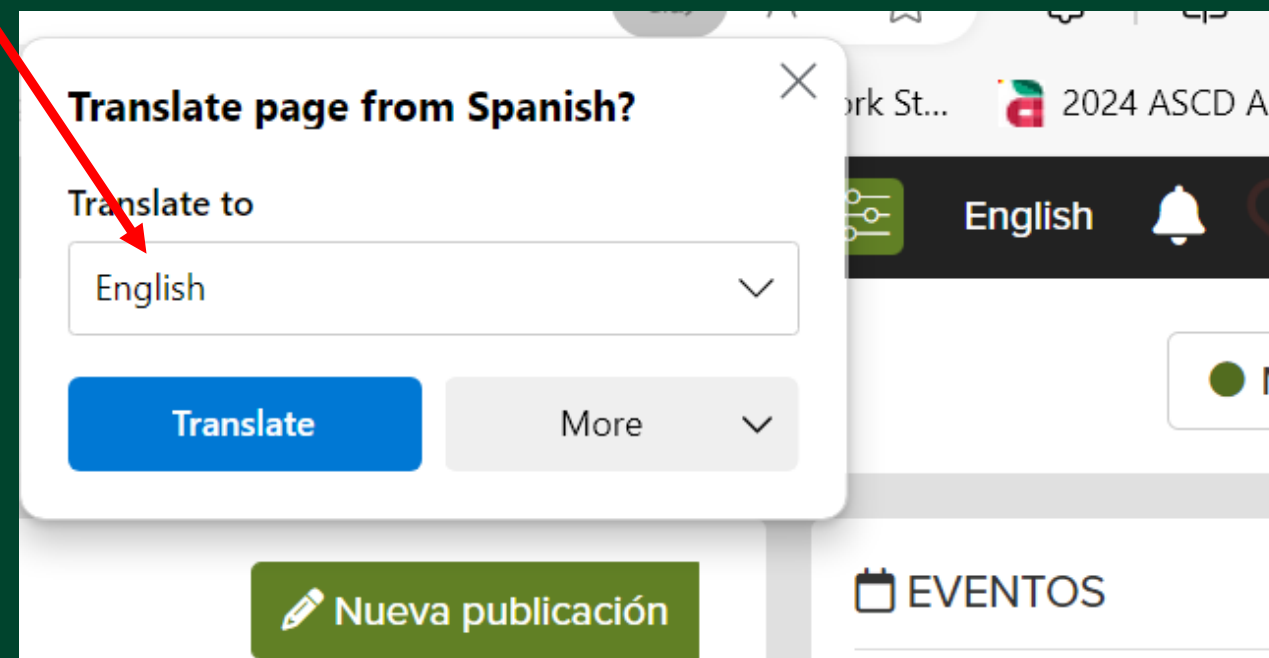 Translate page from Spanish?
ork St...
2024 ASCD A
Translate to
English
English
Translate
More
Nueva publicación
EVENTOS